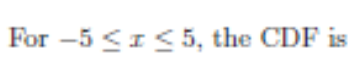 For −5 ≤ x ≤ 5, the CDF is